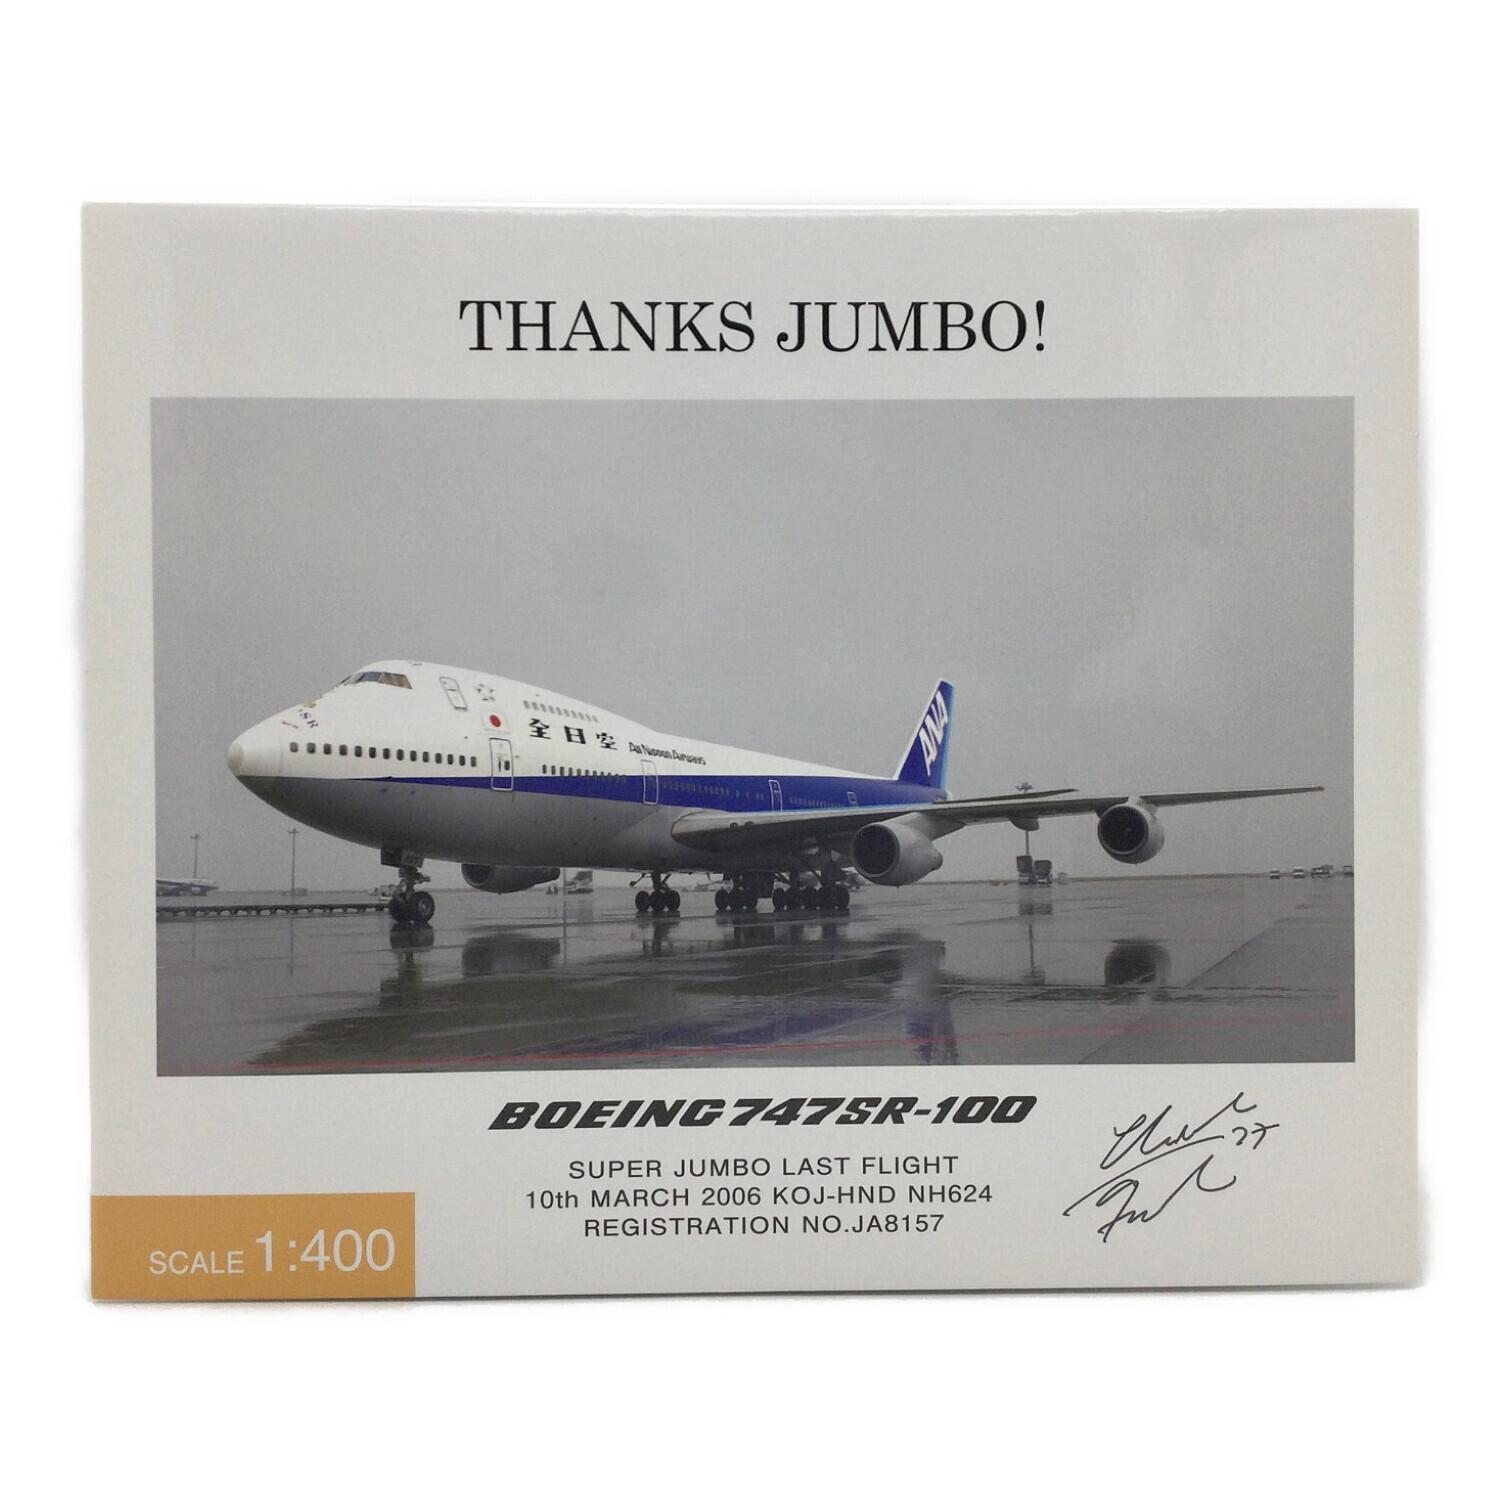 THANKS JUMBO!
SR
全日空 All Nippon Airways
ANA
BOEING 747SR-100
SUPER JUMBO LAST FLIGHT
10th MARCH 2006 KOJ-HND NH624
REGISTRATION NO.JA8157
SCALE 1:400